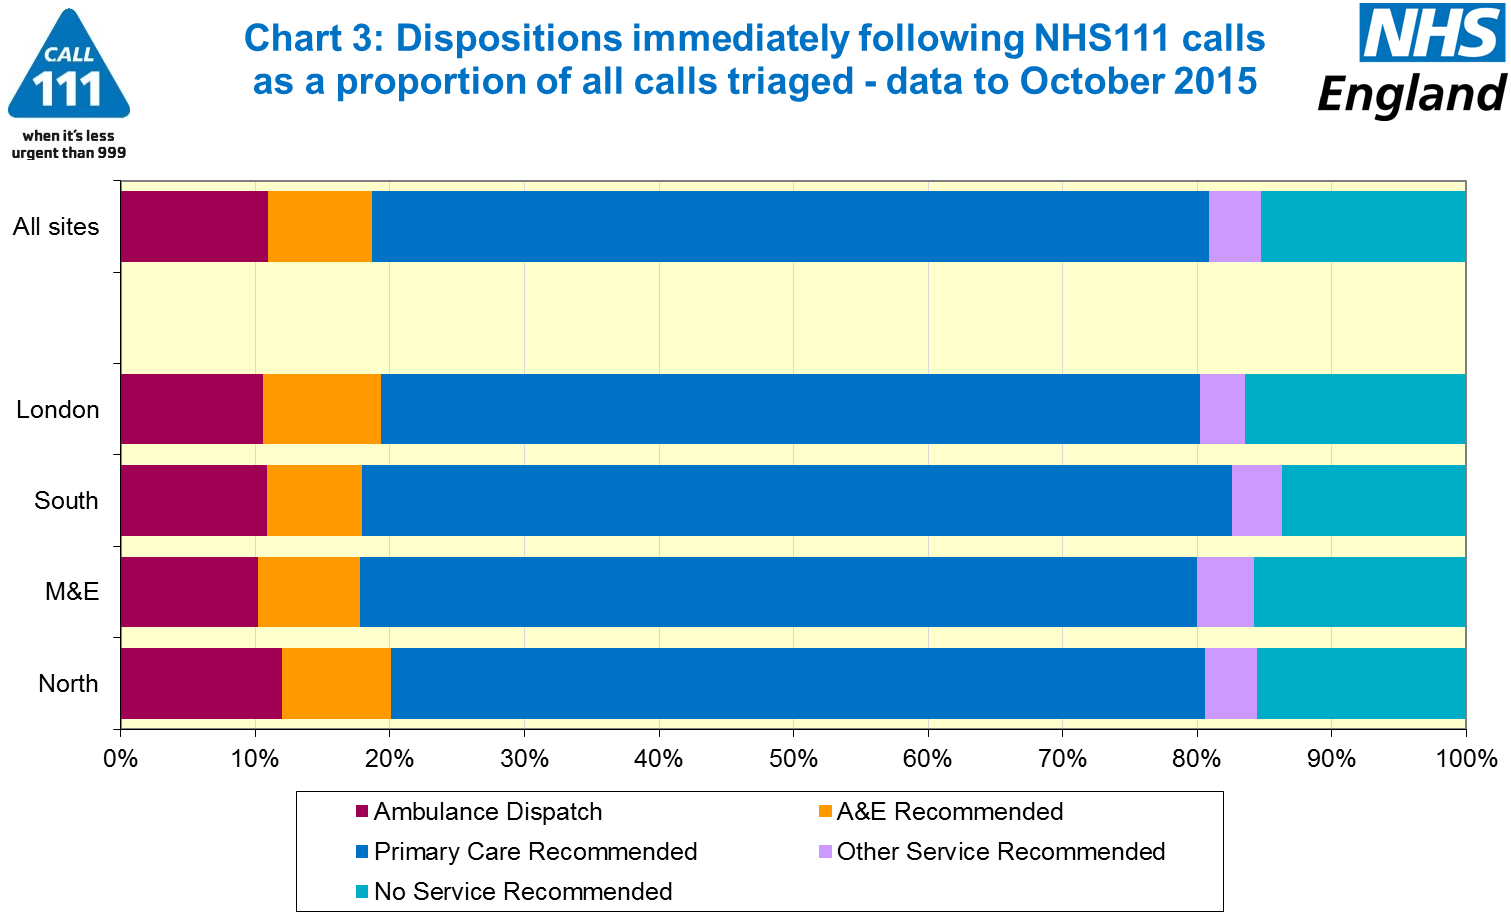 CALL
111
when it's less
urgent than 999
Chart 3: Dispositions immediately following NHS111 calls
as a proportion of all calls triaged - data to October 2015
NHS
England
All sites
London
South
M&E
North
0% 10% 20% 30% 40% 50% 60% 70% 80% 90% 100%
Ambulance Dispatch A&E Recommended
Primary Care Recommended Other Service Recommended
No Service Recommended